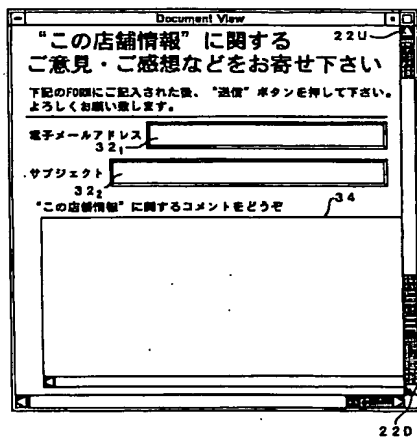 Document View
22U
“この店舗情報” に関する
ご意見・ご感想などをお寄せ下さい
下記のFORMにご記入された後、“送信” ボタンを押して下さい。
よろしくお願い致します。
電子メールアドレス
32₁
サブジェクト
32₂
“この店舗情報” に関するコメントをどうぞ
34
22D